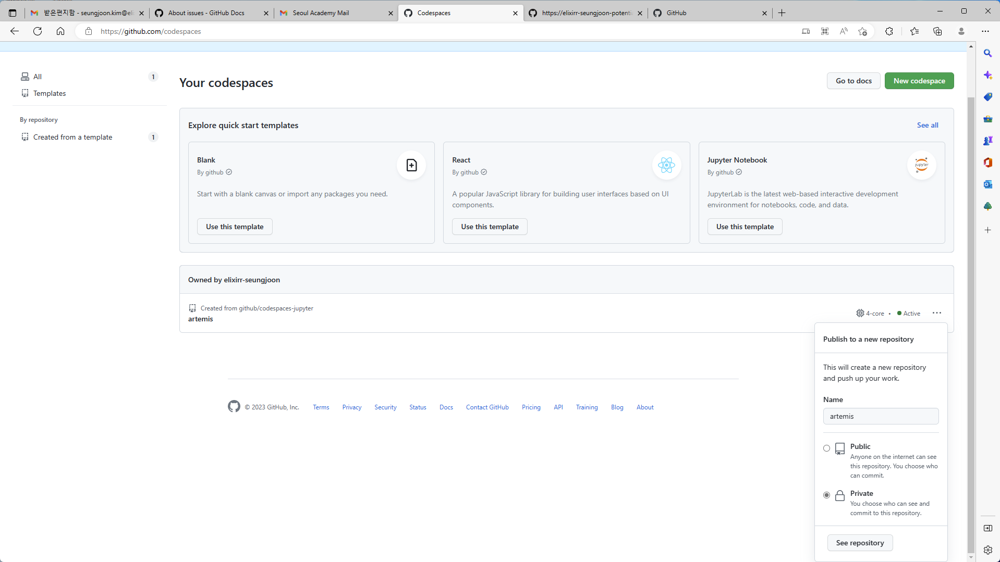 받은편지함 - seungjoon.kim@eli
About issues - GitHub Docs
Seoul Academy Mail
Codespaces
https://elixirr-seungjoon-potenti
GitHub
https://github.com/codespaces
All
1
Templates
By repository
Created from a template
1
Your codespaces
Go to docs
New codespace
Explore quick start templates
See all
Blank
By github
Start with a blank canvas or import any packages you need.
Use this template
React
By github
A popular JavaScript library for building user interfaces based on UI
components.
Use this template
Jupyter Notebook
By github
jupyter
JupyterLab is the latest web-based interactive development
environment for notebooks, code, and data.
Use this template
Owned by elixirr-seungjoon
Created from github/codespaces-jupyter
artemis
4-core • Active
Publish to a new repository
This will create a new repository
and push up your work.
Name
artemis
Public
Anyone on the internet can see
this repository. You choose who
can commit.
Private
You choose who can see and
commit to this repository.
See repository
© 2023 GitHub, Inc.
Terms
Privacy
Security
Status
Docs
Contact GitHub
Pricing
API
Training
Blog
About